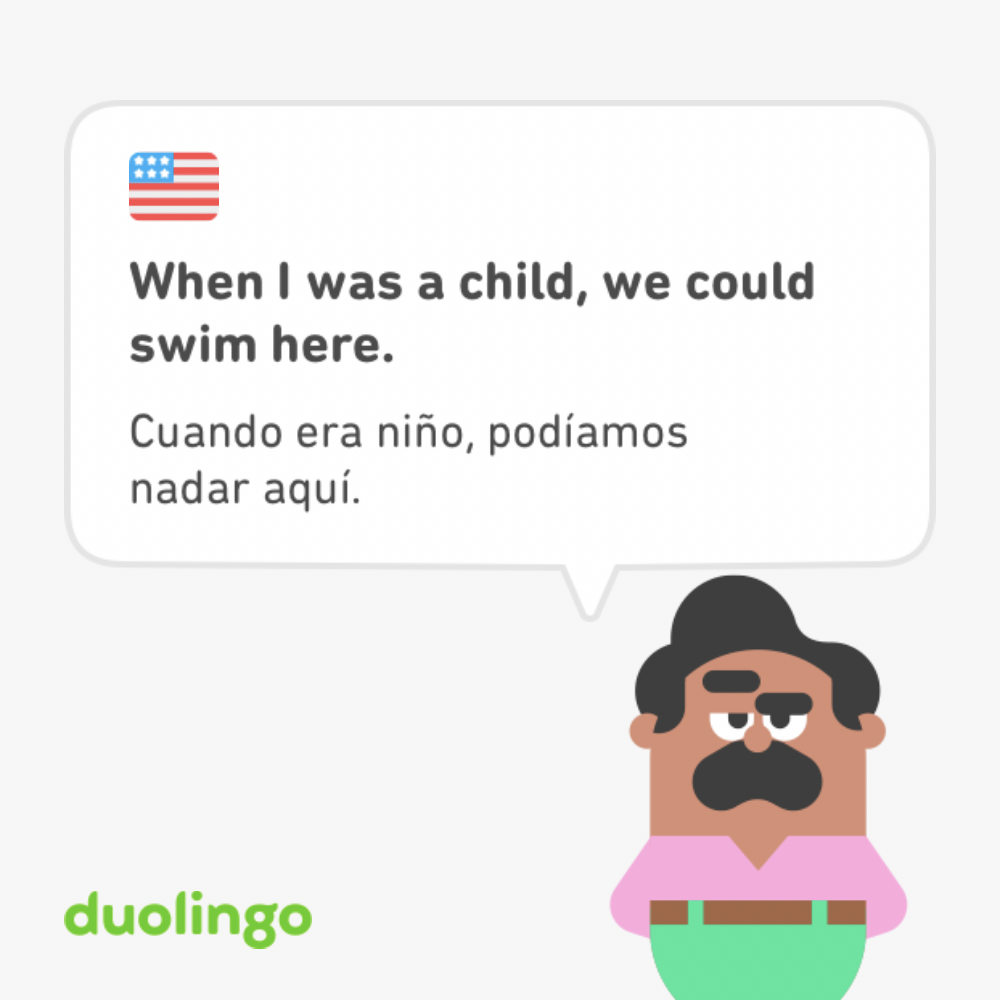 When I was a child, we could
swim here.
Cuando era niño, podíamos
nadar aquí.
duolingo